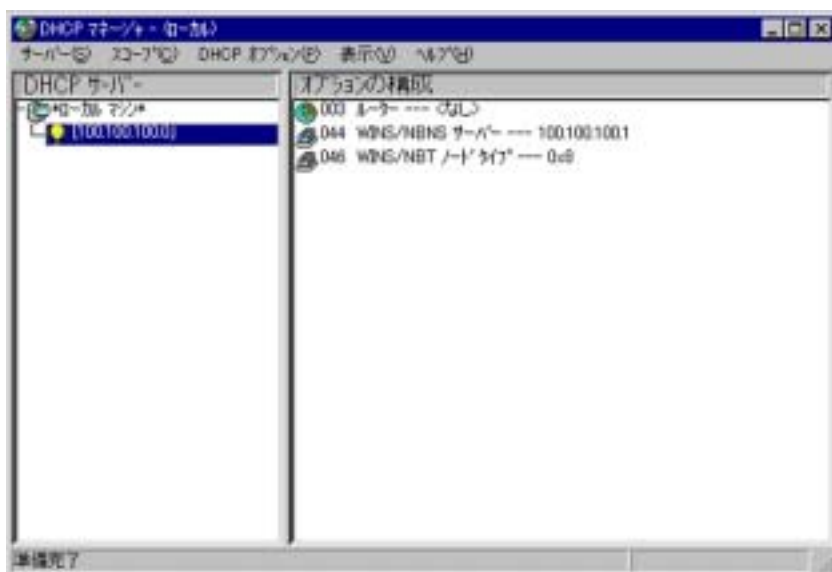 DHCP マネージャ - (ローカル)
サーバー(S) スコープ(C) DHCP オプション(P) 表示(V) ヘルプ(H)
DHCP サーバー
*ローカル マシン*
[100.100.100.0]
オプションの構成
003 ルーター --- (なし)
044 WINS/NBNS サーバー --- 100.100.100.1
046 WINS/NBT ノード タイプ --- 0x8
準備完了